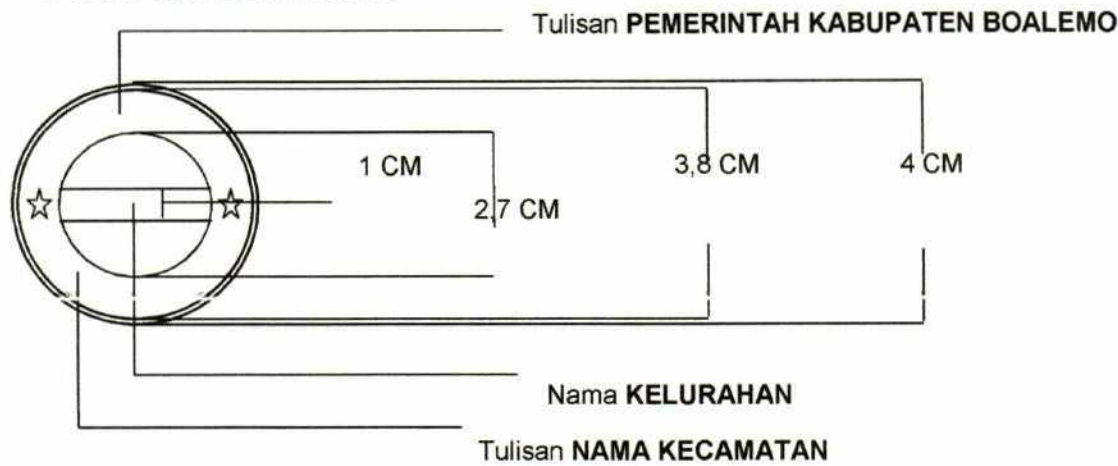 Tulisan PEMERINTAH KABUPATEN BOALEMO
1 CM
3,8 CM
4 CM
2,7 CM
Nama KELURAHAN
Tulisan NAMA KECAMATAN